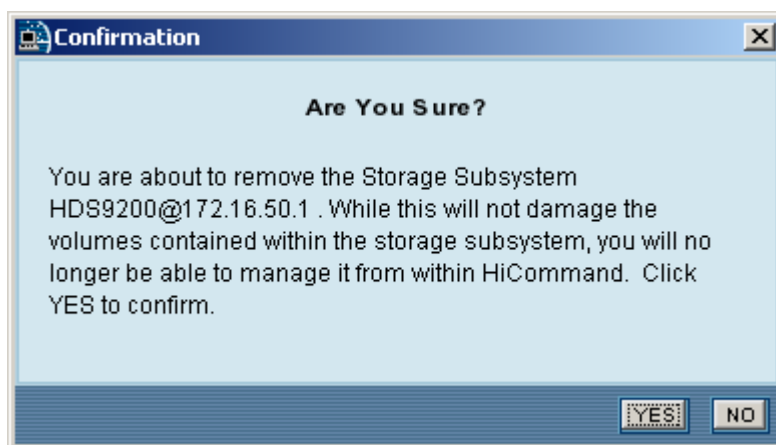 Confirmation
Are You Sure?
You are about to remove the Storage Subsystem
HDS9200@172.16.50.1 . While this will not damage the
volumes contained within the storage subsystem, you will no
longer be able to manage it from within HiCommand.  Click
YES to confirm.
YES NO